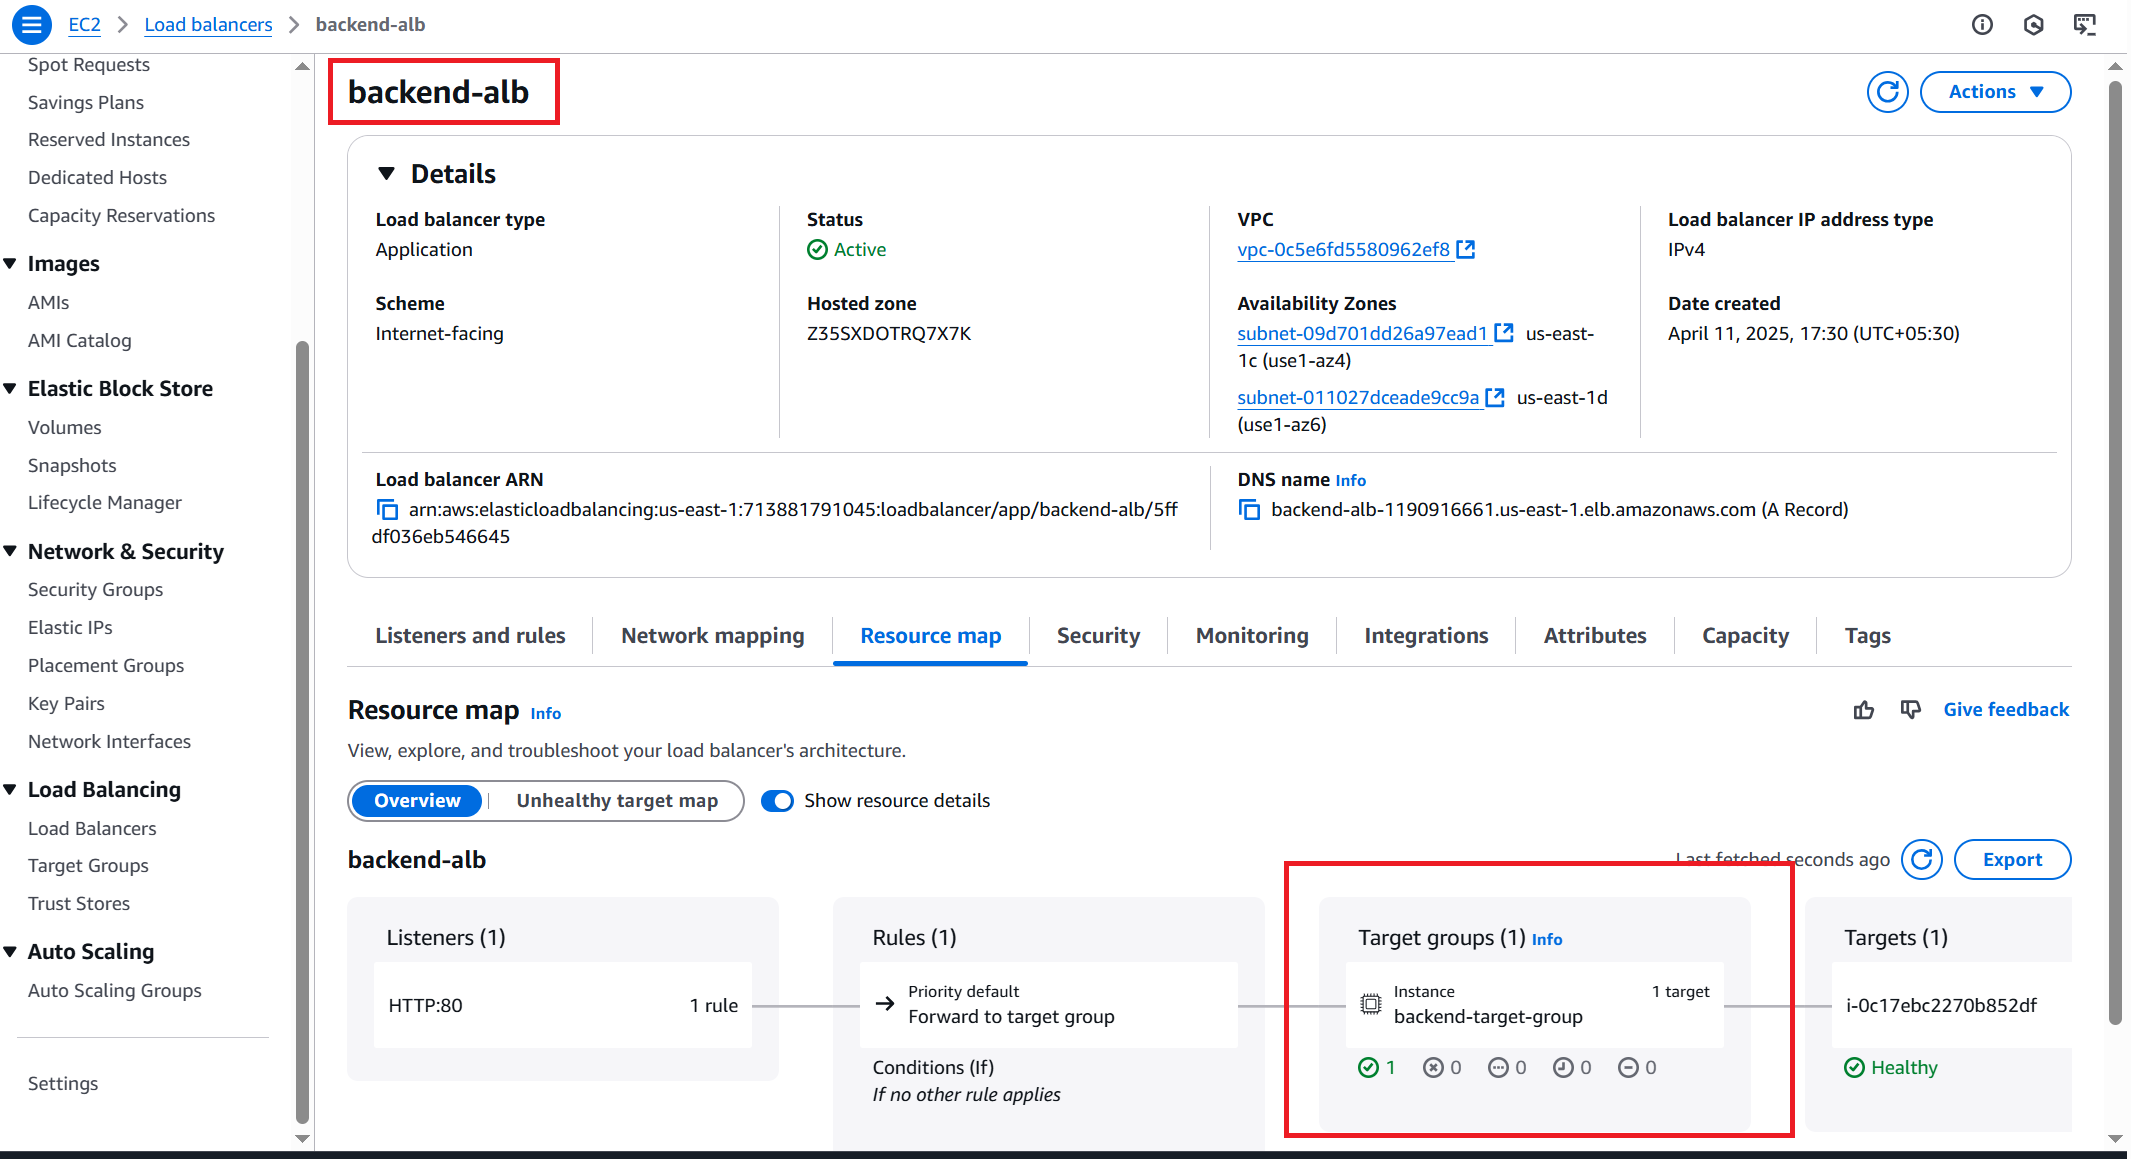 EC2 > Load balancers > backend-alb
Spot Requests
Savings Plans
Reserved Instances
Dedicated Hosts
Capacity Reservations
Images
AMIs
AMI Catalog
Elastic Block Store
Volumes
Snapshots
Lifecycle Manager
Network & Security
Security Groups
Elastic IPs
Placement Groups
Key Pairs
Network Interfaces
Load Balancing
Load Balancers
Target Groups
Trust Stores
Auto Scaling
Auto Scaling Groups
Settings
backend-alb
Actions
Details
Load balancer type
Application
Status
Active
VPC
vpc-0c5e6fd5580962ef8
Load balancer IP address type
IPv4
Scheme
Internet-facing
Hosted zone
Z35SXDOTRQ7X7K
Availability Zones
subnet-09d701dd26a97ead1 us-east-
1c (use1-az4)
subnet-011027dceade9cc9a us-east-1d
(use1-az6)
Date created
April 11, 2025, 17:30 (UTC+05:30)
Load balancer ARN
arn:aws:elasticloadbalancing:us-east-1:713881791045:loadbalancer/app/backend-alb/5ff
df036eb546645
DNS name Info
backend-alb-1190916661.us-east-1.elb.amazonaws.com (A Record)
Listeners and rules
Network mapping
Resource map
Security
Monitoring
Integrations
Attributes
Capacity
Tags
Resource map Info
Give feedback
View, explore, and troubleshoot your load balancer's architecture.
Overview
Unhealthy target map
Show resource details
backend-alb
Last fetched seconds ago
Export
Listeners (1)
HTTP:80 1 rule
Rules (1)
Priority default
Forward to target group
Conditions (If)
If no other rule applies
Target groups (1) Info
Instance 1 target
backend-target-group
1 0 0 0 0
Targets (1)
i-0c17ebc2270b852df
Healthy